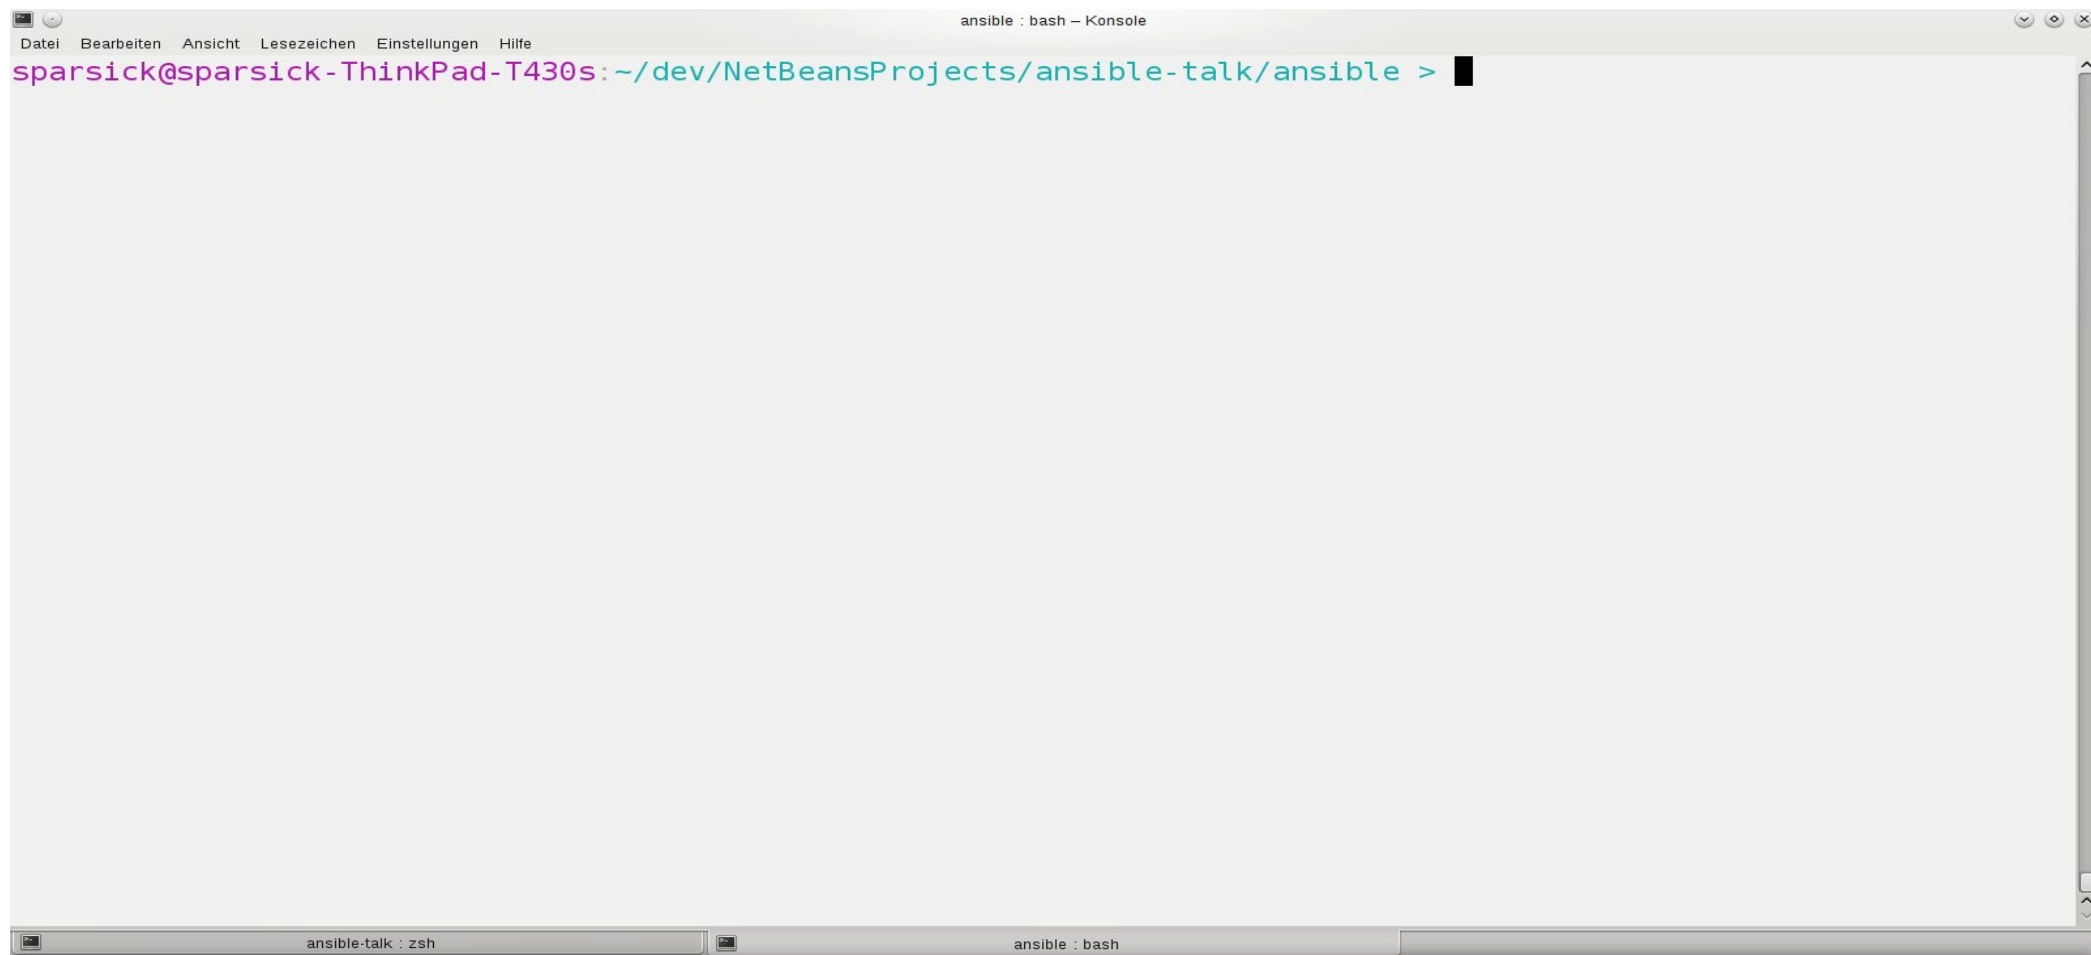 ansible : bash – Konsole
Datei Bearbeiten Ansicht Lesezeichen Einstellungen Hilfe
sparsick@sparsick-ThinkPad-T430s:~/dev/NetBeansProjects/ansible-talk/ansible >
ansible-talk : zsh
ansible : bash